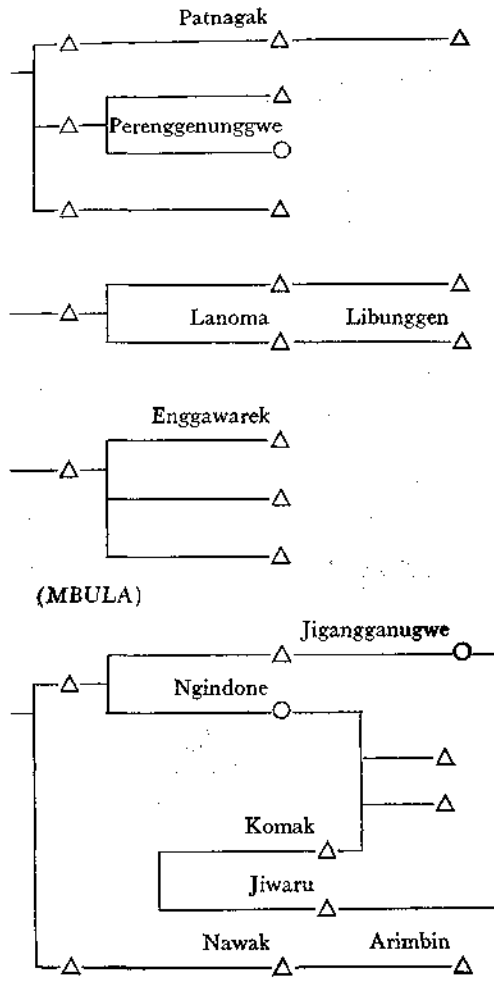 Patnagak
Perenggenunggwe
Lanoma Libunggen
Enggawarek
(MBULA)
Jigangganugwe
Ngindone
Komak
Jiwaru
Nawak Arimbin